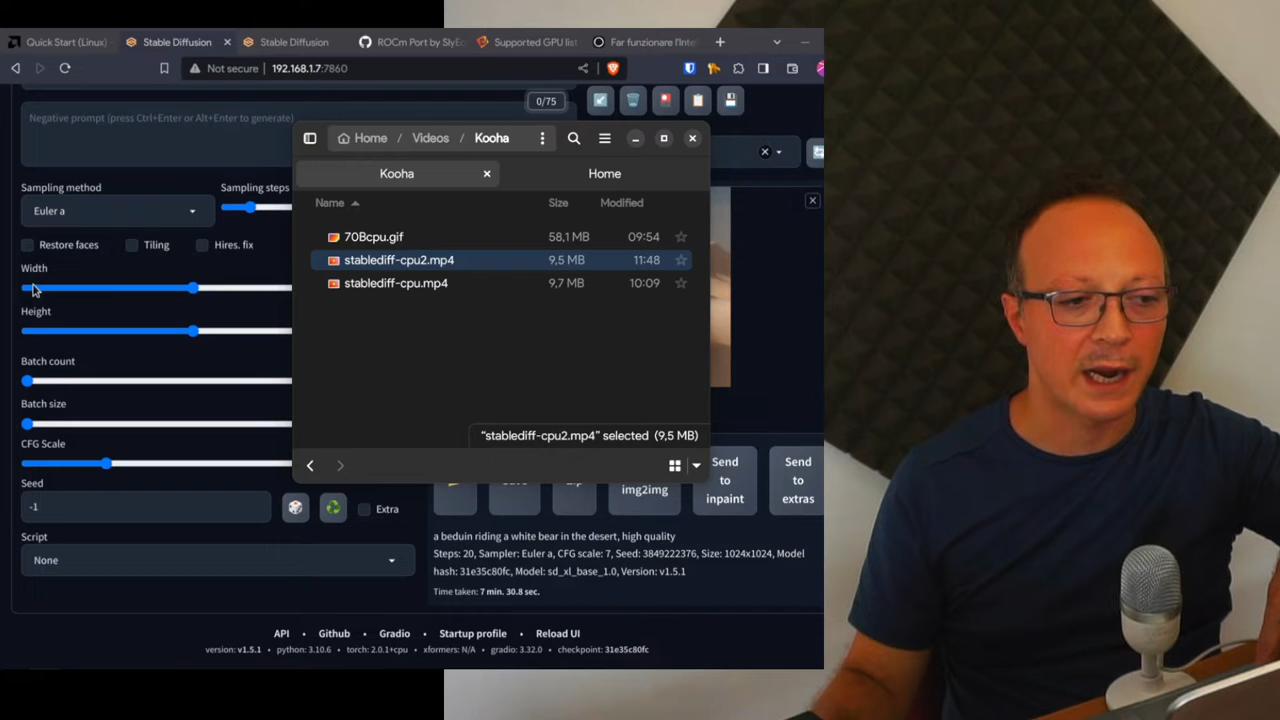 Quick Start (Linux)
Stable Diffusion
Stable Diffusion
ROCm Port by SlyEc
Supported GPU list
Far funzionare l'Inte
Not secure
192.168.1.7:7860
0/75
Negative prompt (press Ctrl+Enter or Alt+Enter to generate)
Home / Videos / Kooha
Kooha
Home
Sampling method
Sampling steps
Euler a
Name
Size
Modified
70Bcpu.gif
58,1 MB
09:54
Restore faces
Tiling
Hires. fix
stablediff-cpu2.mp4
9,5 MB
11:48
Width
stablediff-cpu.mp4
9,7 MB
10:09
Height
Batch count
Batch size
CFG Scale
"stablediff-cpu2.mp4" selected (9,5 MB)
Seed
-1
Extra
img2img
Send
to
inpaint
Send
to
extras
Script
None
a beduin riding a white bear in the desert, high quality
Steps: 20, Sampler: Euler a, CFG scale: 7, Seed: 3849222376, Size: 1024x1024, Model
hash: 31e35c80fc, Model: sd_xl_base_1.0, Version: v1.5.1
Time taken: 7 min. 30.8 sec.
API • Github • Gradio • Startup profile • Reload UI
version: v1.5.1 • python: 3.10.6 • torch: 2.0.1+cpu • xformers: N/A • gradio: 3.32.0 • checkpoint: 31e35c80fc